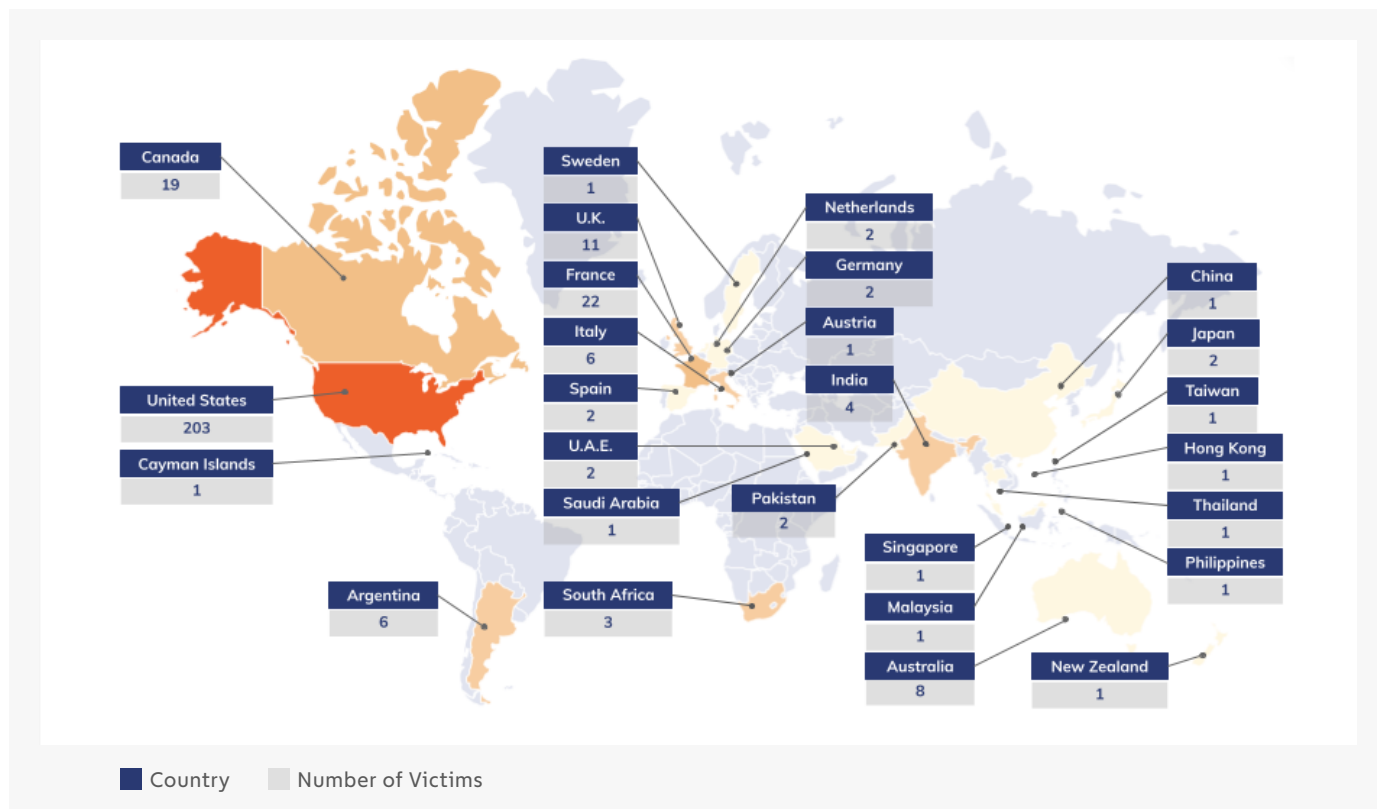 Canada
19
United States
203
Cayman Islands
1
Argentina
6
Sweden
1
U.K.
11
France
22
Italy
6
Spain
2
U.A.E.
2
Saudi Arabia
1
South Africa
3
Netherlands
2
Germany
2
Austria
1
India
4
Pakistan
2
Singapore
1
Malaysia
1
Australia
8
China
1
Japan
2
Taiwan
1
Hong Kong
1
Thailand
1
Philippines
1
New Zealand
1
Country
Number of Victims